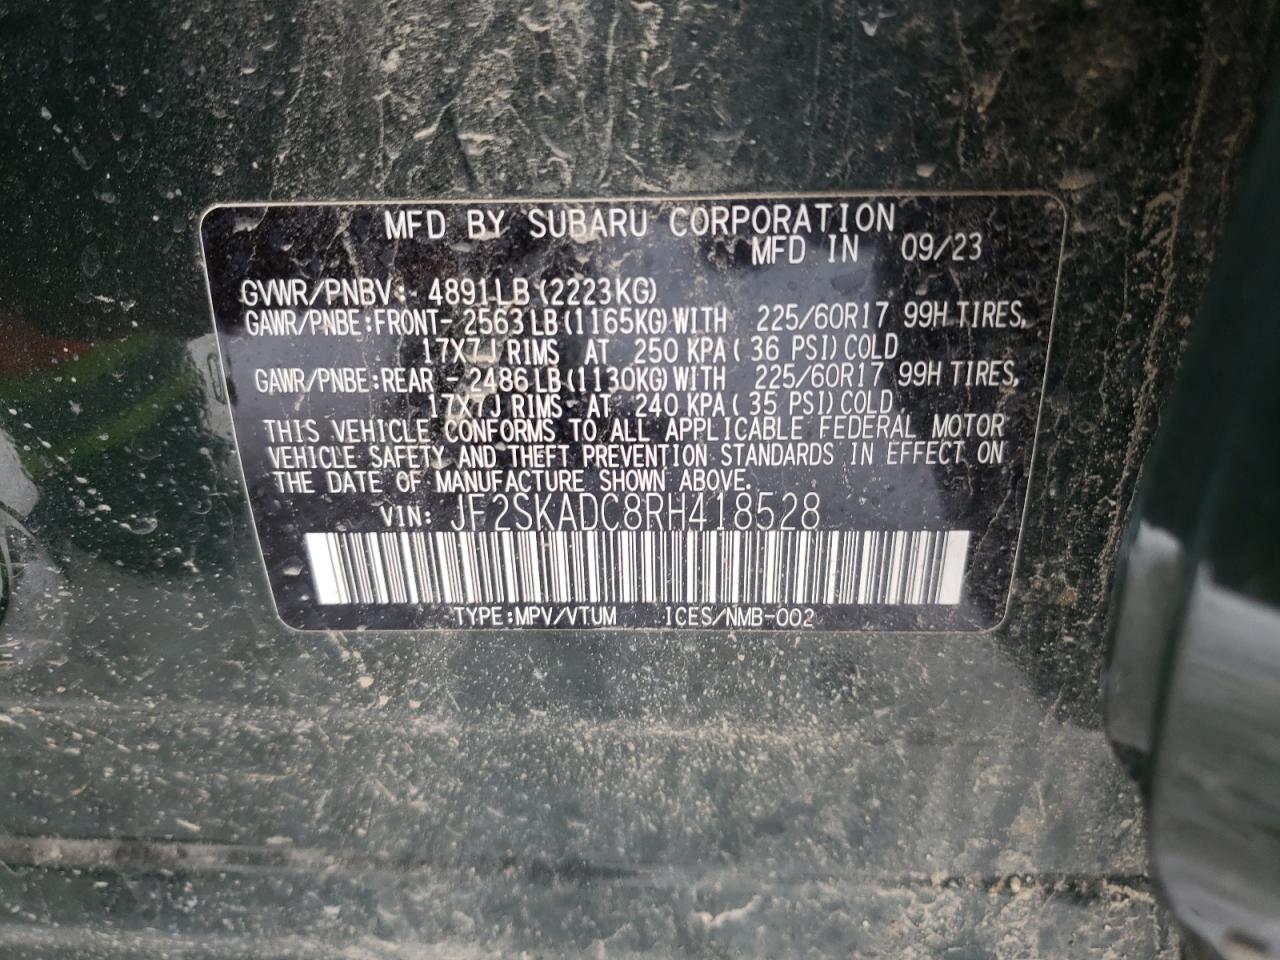 MFD BY SUBARU CORPORATION
MFD IN 09/23
GVWR/PNBV: 4891LB(2223KG)
GAWR/PNBE:FRONT- 2563LB(1165KG)WITH 225/60R17 99H TIRES,
17X7J RIMS AT 250 KPA( 36 PSI)COLD
GAWR/PNBE:REAR - 2486LB(1130KG)WITH 225/60R17 99H TIRES,
17X7J RIMS AT 240 KPA( 35 PSI)COLD
THIS VEHICLE CONFORMS TO ALL APPLICABLE FEDERAL MOTOR
VEHICLE SAFETY AND THEFT PREVENTION STANDARDS IN EFFECT ON
THE DATE OF MANUFACTURE SHOWN ABOVE.
VIN: JF2SKADC8RH418528
TYPE:MPV/VTUM ICES/NMB-002